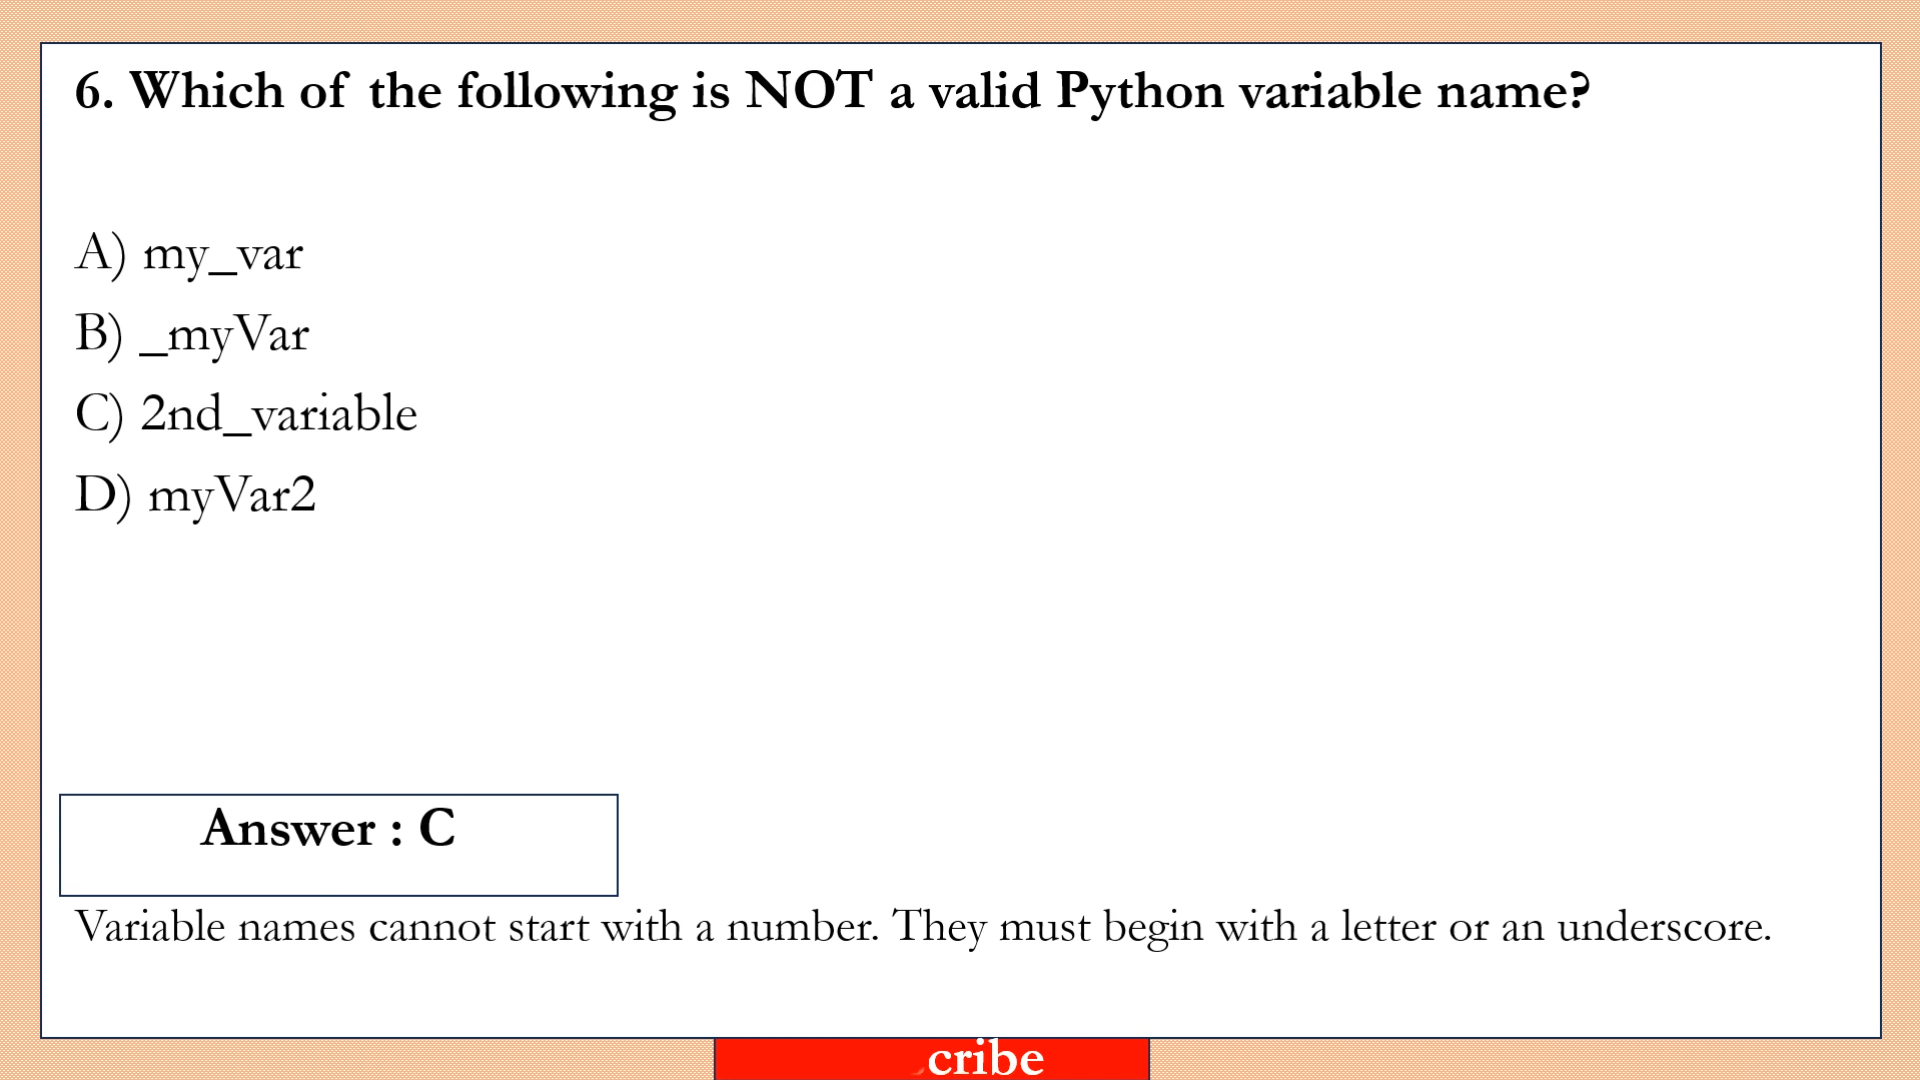 6. Which of the following is NOT a valid Python variable name?
A) my_var
B) _myVar
C) 2nd_variable
D) myVar2
Answer : C
Variable names cannot start with a number. They must begin with a letter or an underscore.
cribe